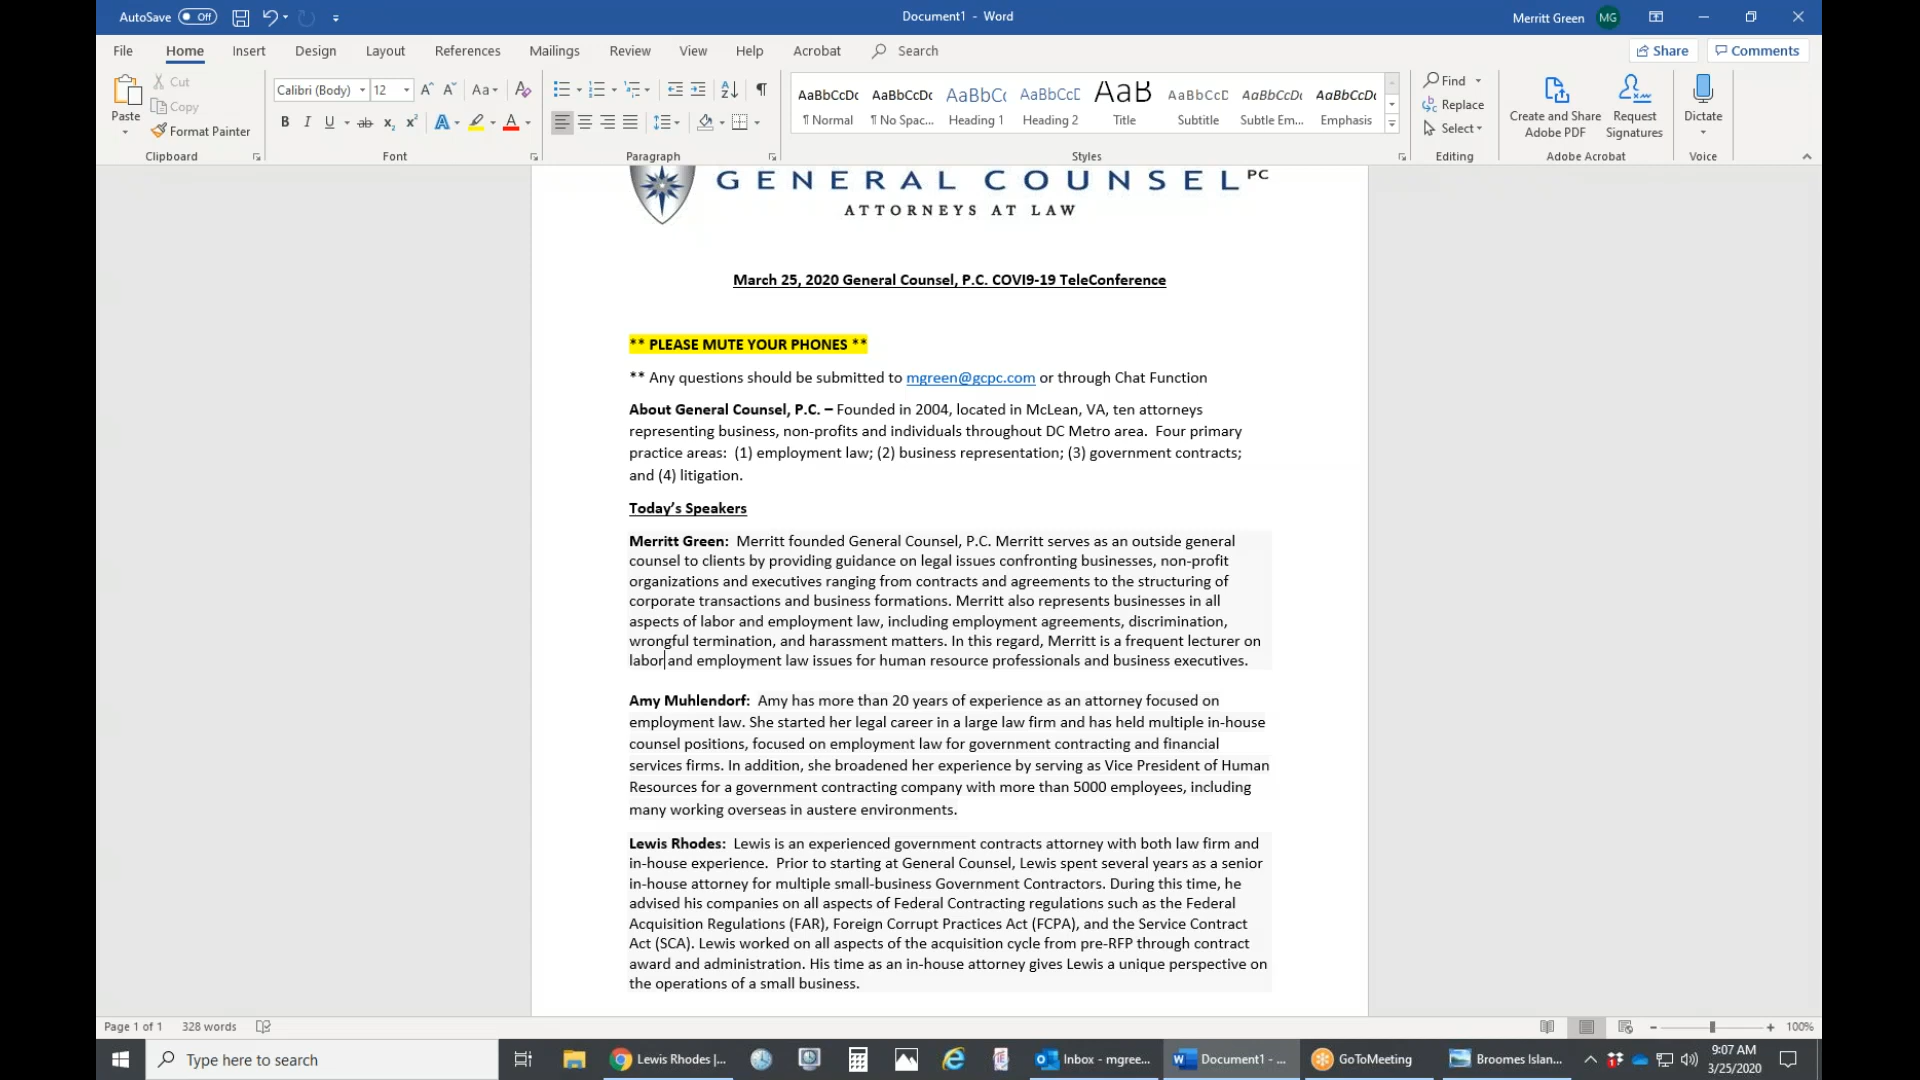 AutoSave Off
Document1 - Word
Merritt Green MG
File Home Insert Design Layout References Mailings Review View Help Acrobat Search Share Comments
Paste
Cut
Copy
Format Painter
Clipboard
Calibri (Body) 12
Font
Paragraph
AaBbCcDc AaBbCcDc AaBbCc AaBbCcD AaB AaBbCcD AaBbCcDc AaBbCcDc
¶ Normal ¶ No Spac... Heading 1 Heading 2 Title Subtitle Subtle Em... Emphasis
Styles
Find
Replace
Select
Editing
Create and Share Adobe PDF
Request Signatures
Adobe Acrobat
Dictate
Voice
GENERAL COUNSEL PC
ATTORNEYS AT LAW
March 25, 2020 General Counsel, P.C. COVI9-19 TeleConference
** PLEASE MUTE YOUR PHONES **
** Any questions should be submitted to mgreen@gcpc.com or through Chat Function
About General Counsel, P.C. – Founded in 2004, located in McLean, VA, ten attorneys
representing business, non-profits and individuals throughout DC Metro area. Four primary
practice areas: (1) employment law; (2) business representation; (3) government contracts;
and (4) litigation.
Today's Speakers
Merritt Green: Merritt founded General Counsel, P.C. Merritt serves as an outside general
counsel to clients by providing guidance on legal issues confronting businesses, non-profit
organizations and executives ranging from contracts and agreements to the structuring of
corporate transactions and business formations. Merritt also represents businesses in all
aspects of labor and employment law, including employment agreements, discrimination,
wrongful termination, and harassment matters. In this regard, Merritt is a frequent lecturer on
labor and employment law issues for human resource professionals and business executives.
Amy Muhlendorf: Amy has more than 20 years of experience as an attorney focused on
employment law. She started her legal career in a large law firm and has held multiple in-house
counsel positions, focused on employment law for government contracting and financial
services firms. In addition, she broadened her experience by serving as Vice President of Human
Resources for a government contracting company with more than 5000 employees, including
many working overseas in austere environments.
Lewis Rhodes: Lewis is an experienced government contracts attorney with both law firm and
in-house experience. Prior to starting at General Counsel, Lewis spent several years as a senior
in-house attorney for multiple small-business Government Contractors. During this time, he
advised his companies on all aspects of Federal Contracting regulations such as the Federal
Acquisition Regulations (FAR), Foreign Corrupt Practices Act (FCPA), and the Service Contract
Act (SCA). Lewis worked on all aspects of the acquisition cycle from pre-RFP through contract
award and administration. His time as an in-house attorney gives Lewis a unique perspective on
the operations of a small business.
Page 1 of 1 328 words
100%
Type here to search
Lewis Rhodes |...
Inbox - mgree...
Document1 - ...
GoToMeeting
Broomes Islan...
9:07 AM
3/25/2020